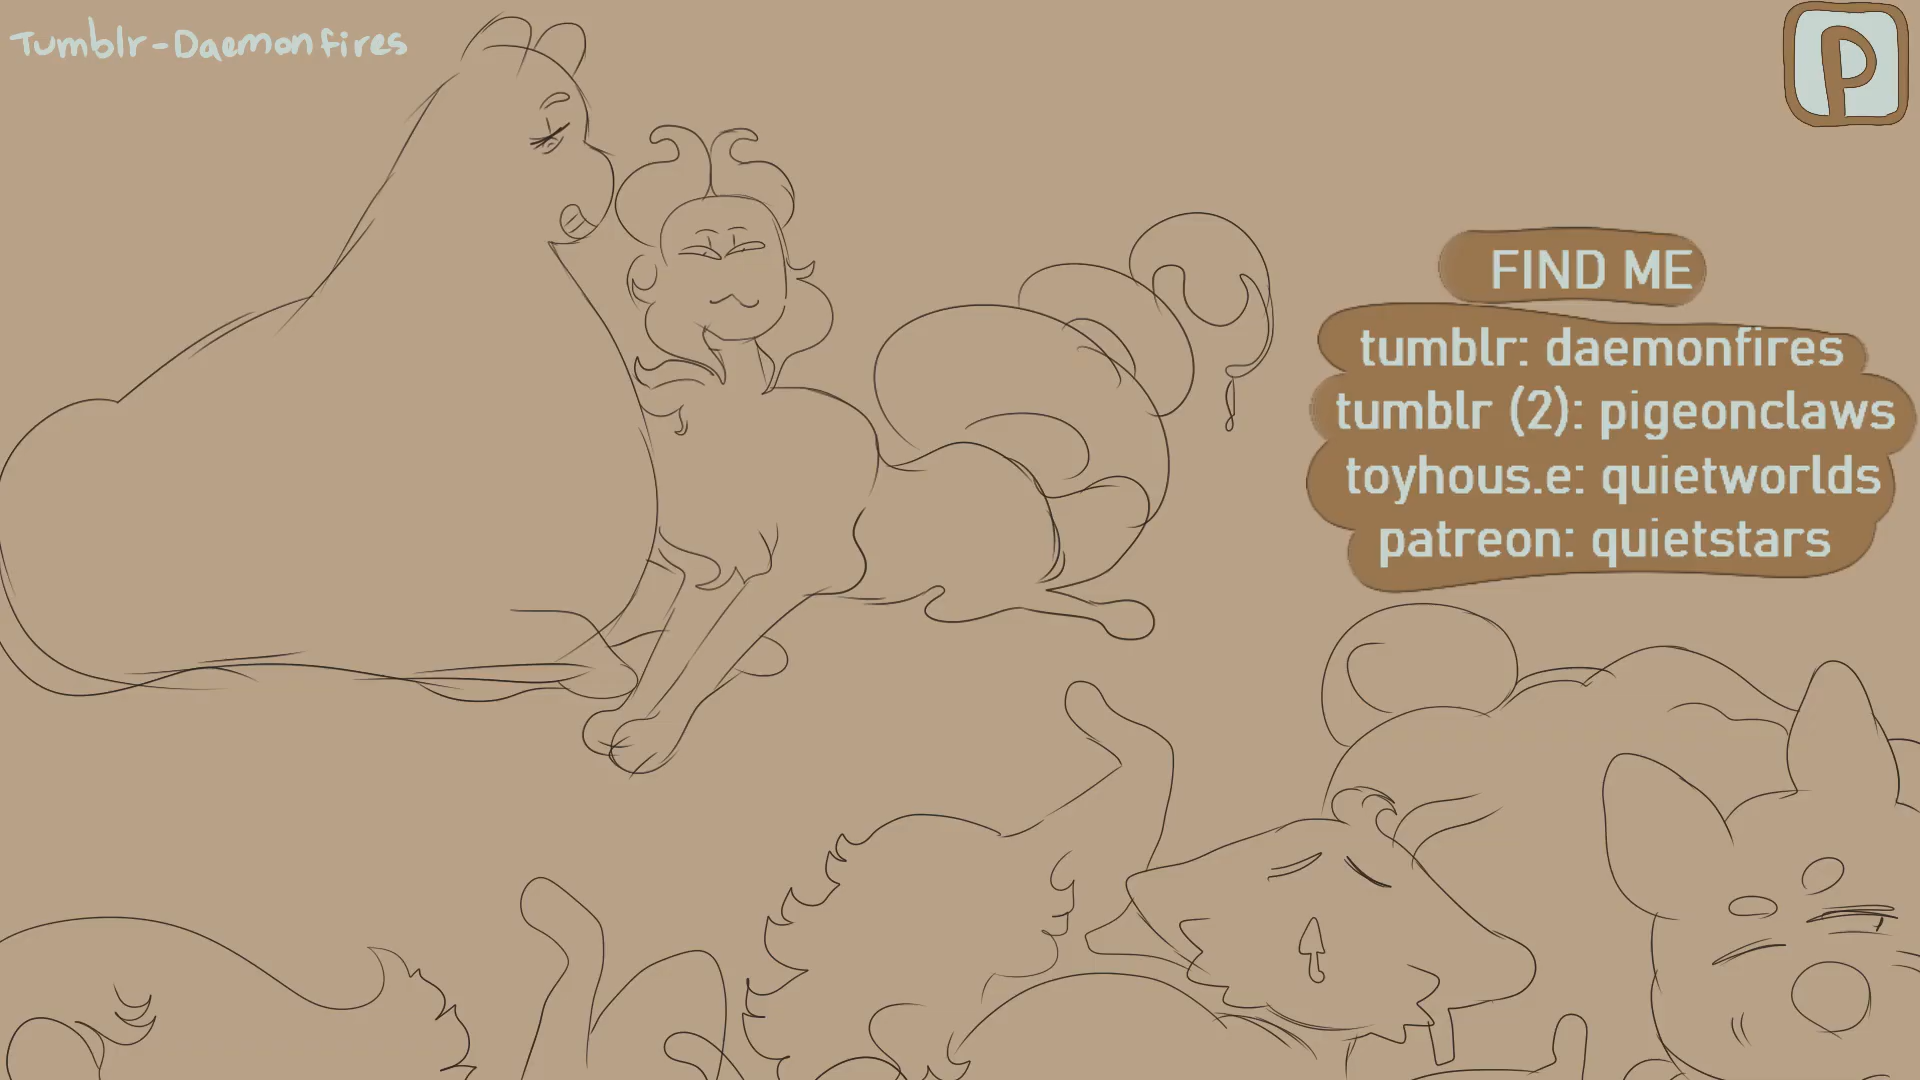 Tumblr-Daemonfires
P
FIND ME
tumblr: daemonfires
tumblr (2): pigeonclaws
toyhous.e: quietworlds
patreon: quietstars